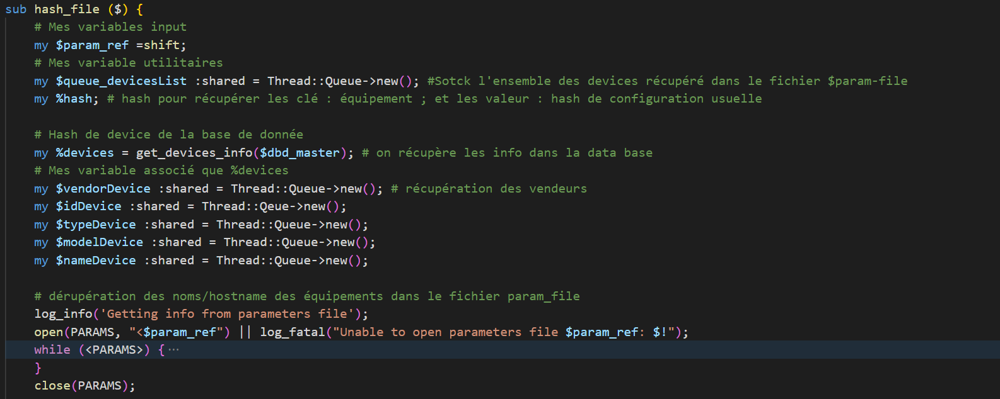 sub hash_file ($) {
# Mes variables input
my $param_ref =shift;
# Mes variable utilitaires
my $queue_devicesList :shared = Thread::Queue->new(); #Sotck l'ensemble des devices récupéré dans le fichier $param-file
my %hash; # hash pour récupérer les clé : équipement ; et les valeur : hash de configuration usuelle
# Hash de device de la base de donnée
my %devices = get_devices_info($dbd_master); # on récupère les info dans la data base
# Mes variable associé que %devices
my $vendorDevice :shared = Thread::Queue->new(); # récupération des vendeurs
my $idDevice :shared = Thread::Qeue->new();
my $typeDevice :shared = Thread::Queue->new();
my $modelDevice :shared = Thread::Queue->new();
my $nameDevice :shared = Thread::Queue->new();
# dérupération des noms/hostname des équipements dans le fichier param_file
log_info('Getting info from parameters file');
open(PARAMS, "<$param_ref") || log_fatal("Unable to open parameters file $param_ref: $!");
while (<PARAMS>) {⋯
}
close(PARAMS);